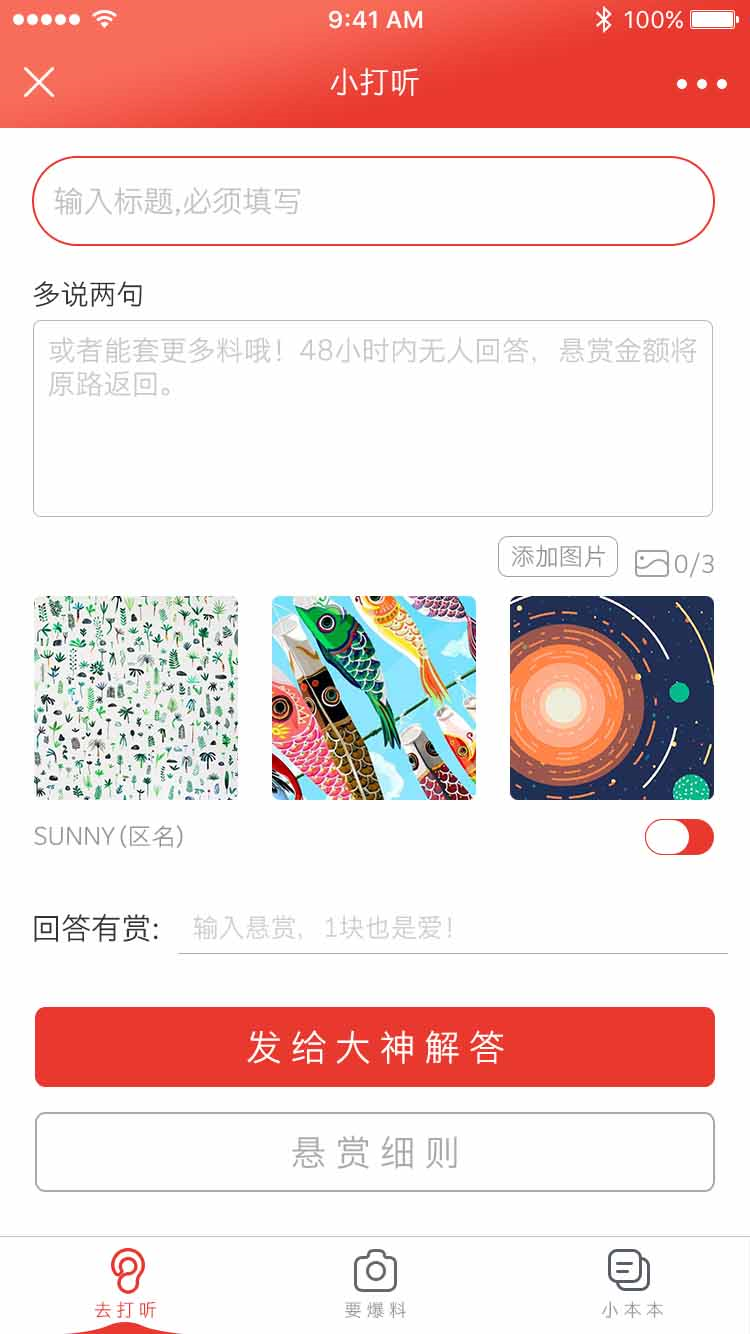 9:41 AM
100%
小打听
输入标题,必须填写
多说两句
或者能套更多料哦！48小时内无人回答，悬赏金额将
原路返回。
添加图片
0/3
SUNNY(区名)
回答有赏:
输入悬赏，1块也是爱！
发给大神解答
悬赏细则
去打听
要爆料
小本本